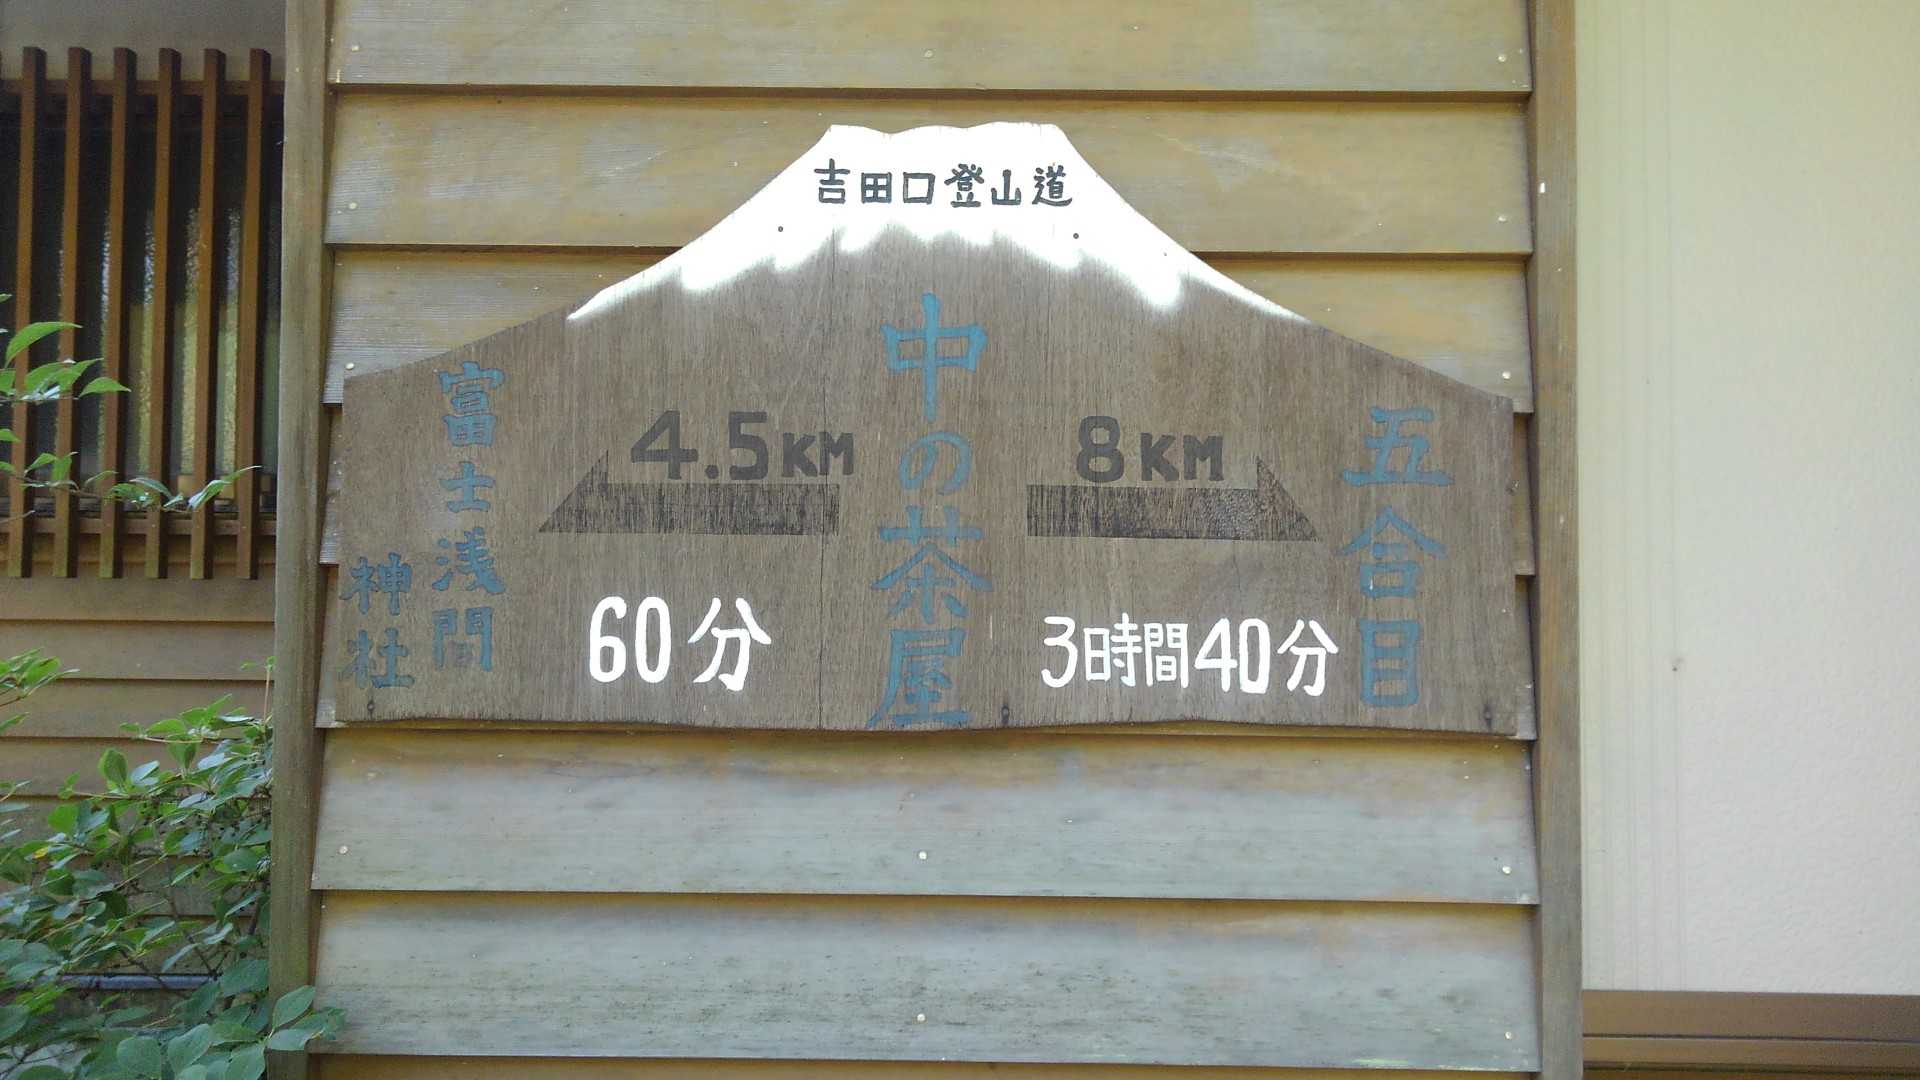 吉田口登山道
中の茶屋
4.5KM
60分
富士浅間
神社
8KM
3時間40分
五合目